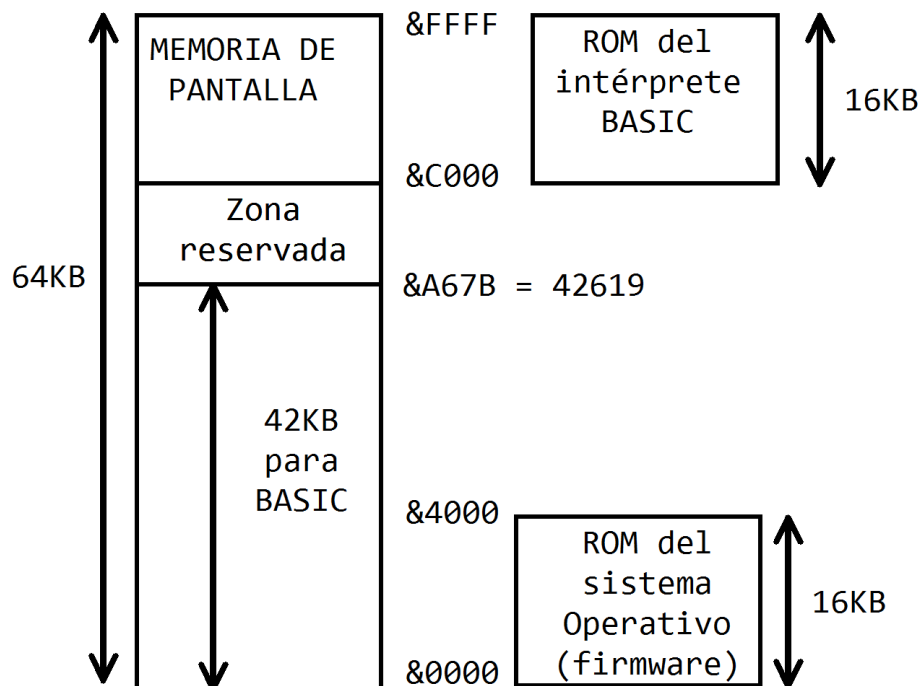 MEMORIA DE
PANTALLA
&FFFF
ROM del
intérprete
BASIC
16KB
&C000
Zona
reservada
64KB
&A67B = 42619
42KB
para
BASIC
&4000
ROM del
sistema
Operativo
(firmware)
16KB
&0000